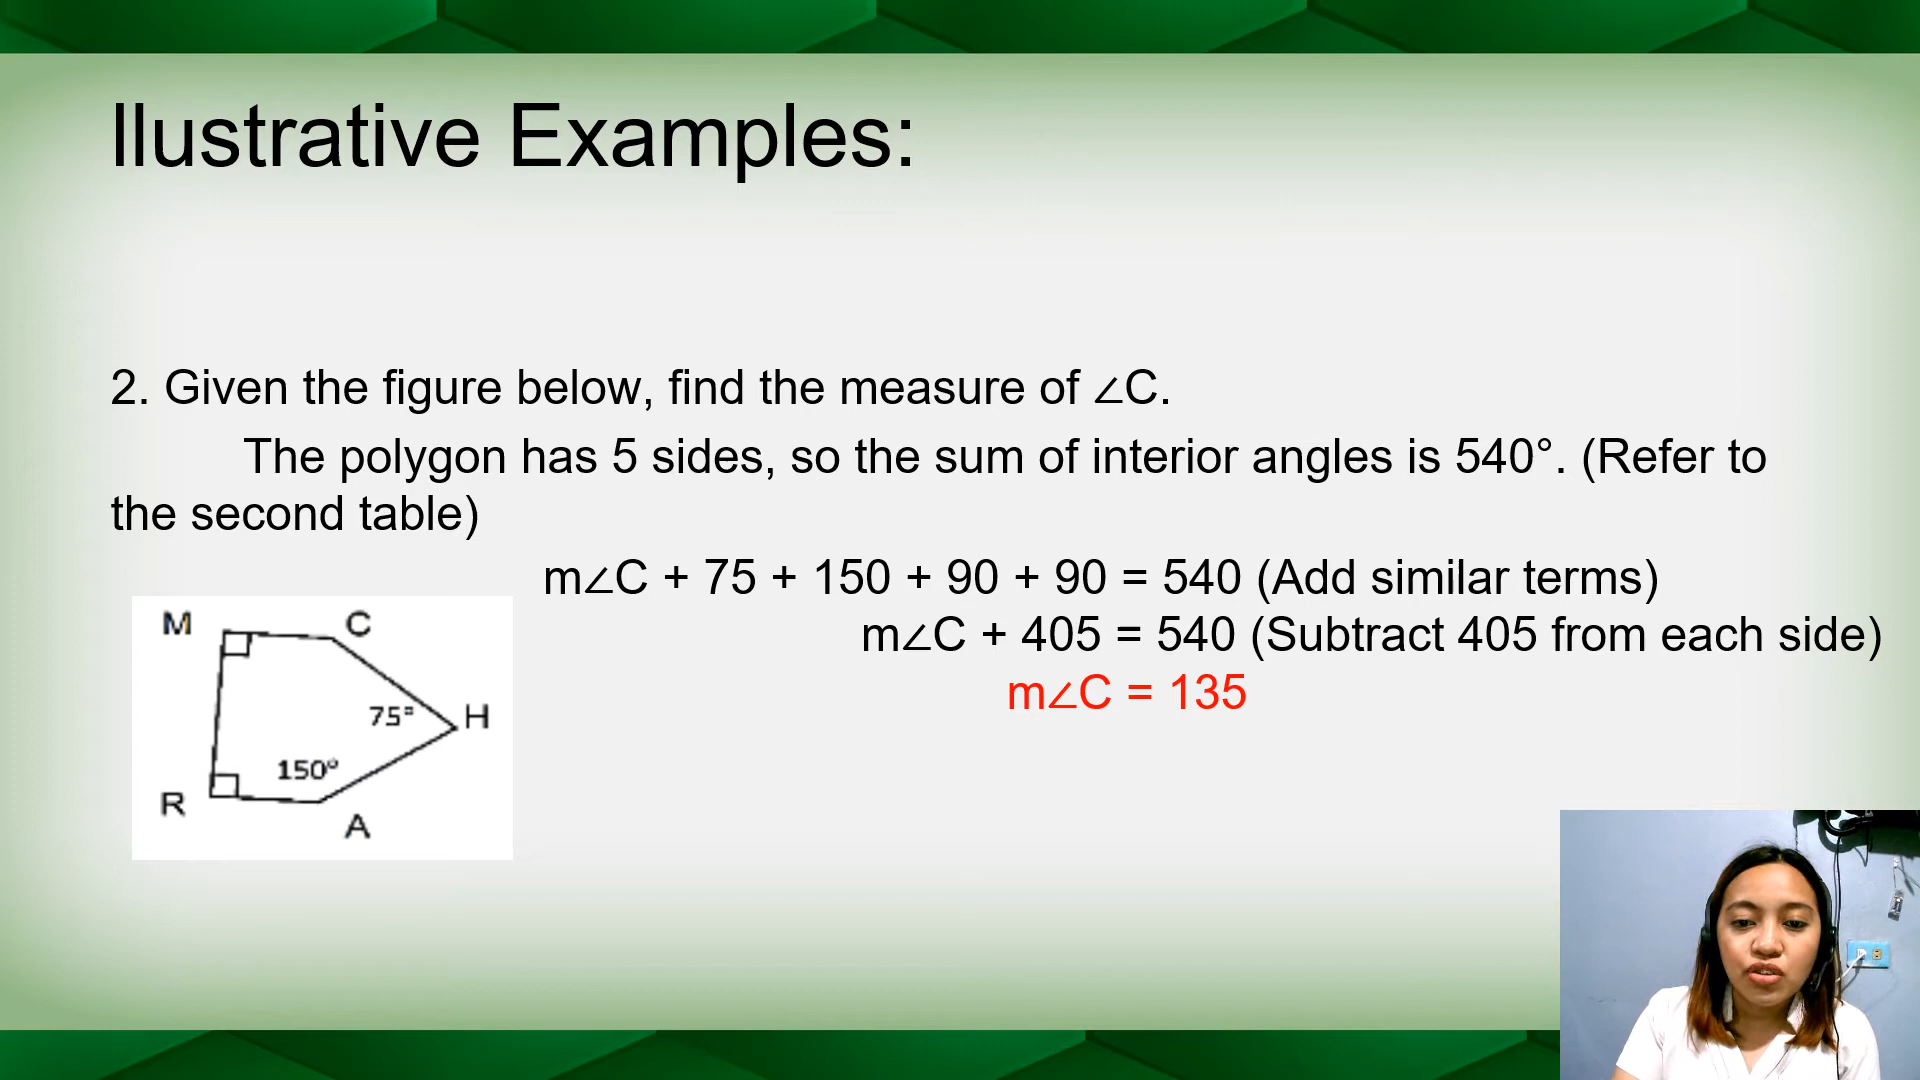 Ilustrative Examples:
2. Given the figure below, find the measure of ∠C.
The polygon has 5 sides, so the sum of interior angles is 540°. (Refer to
the second table)
m∠C + 75 + 150 + 90 + 90 = 540 (Add similar terms)
m∠C + 405 = 540 (Subtract 405 from each side)
m∠C = 135
M
C
75°
H
150°
R
A